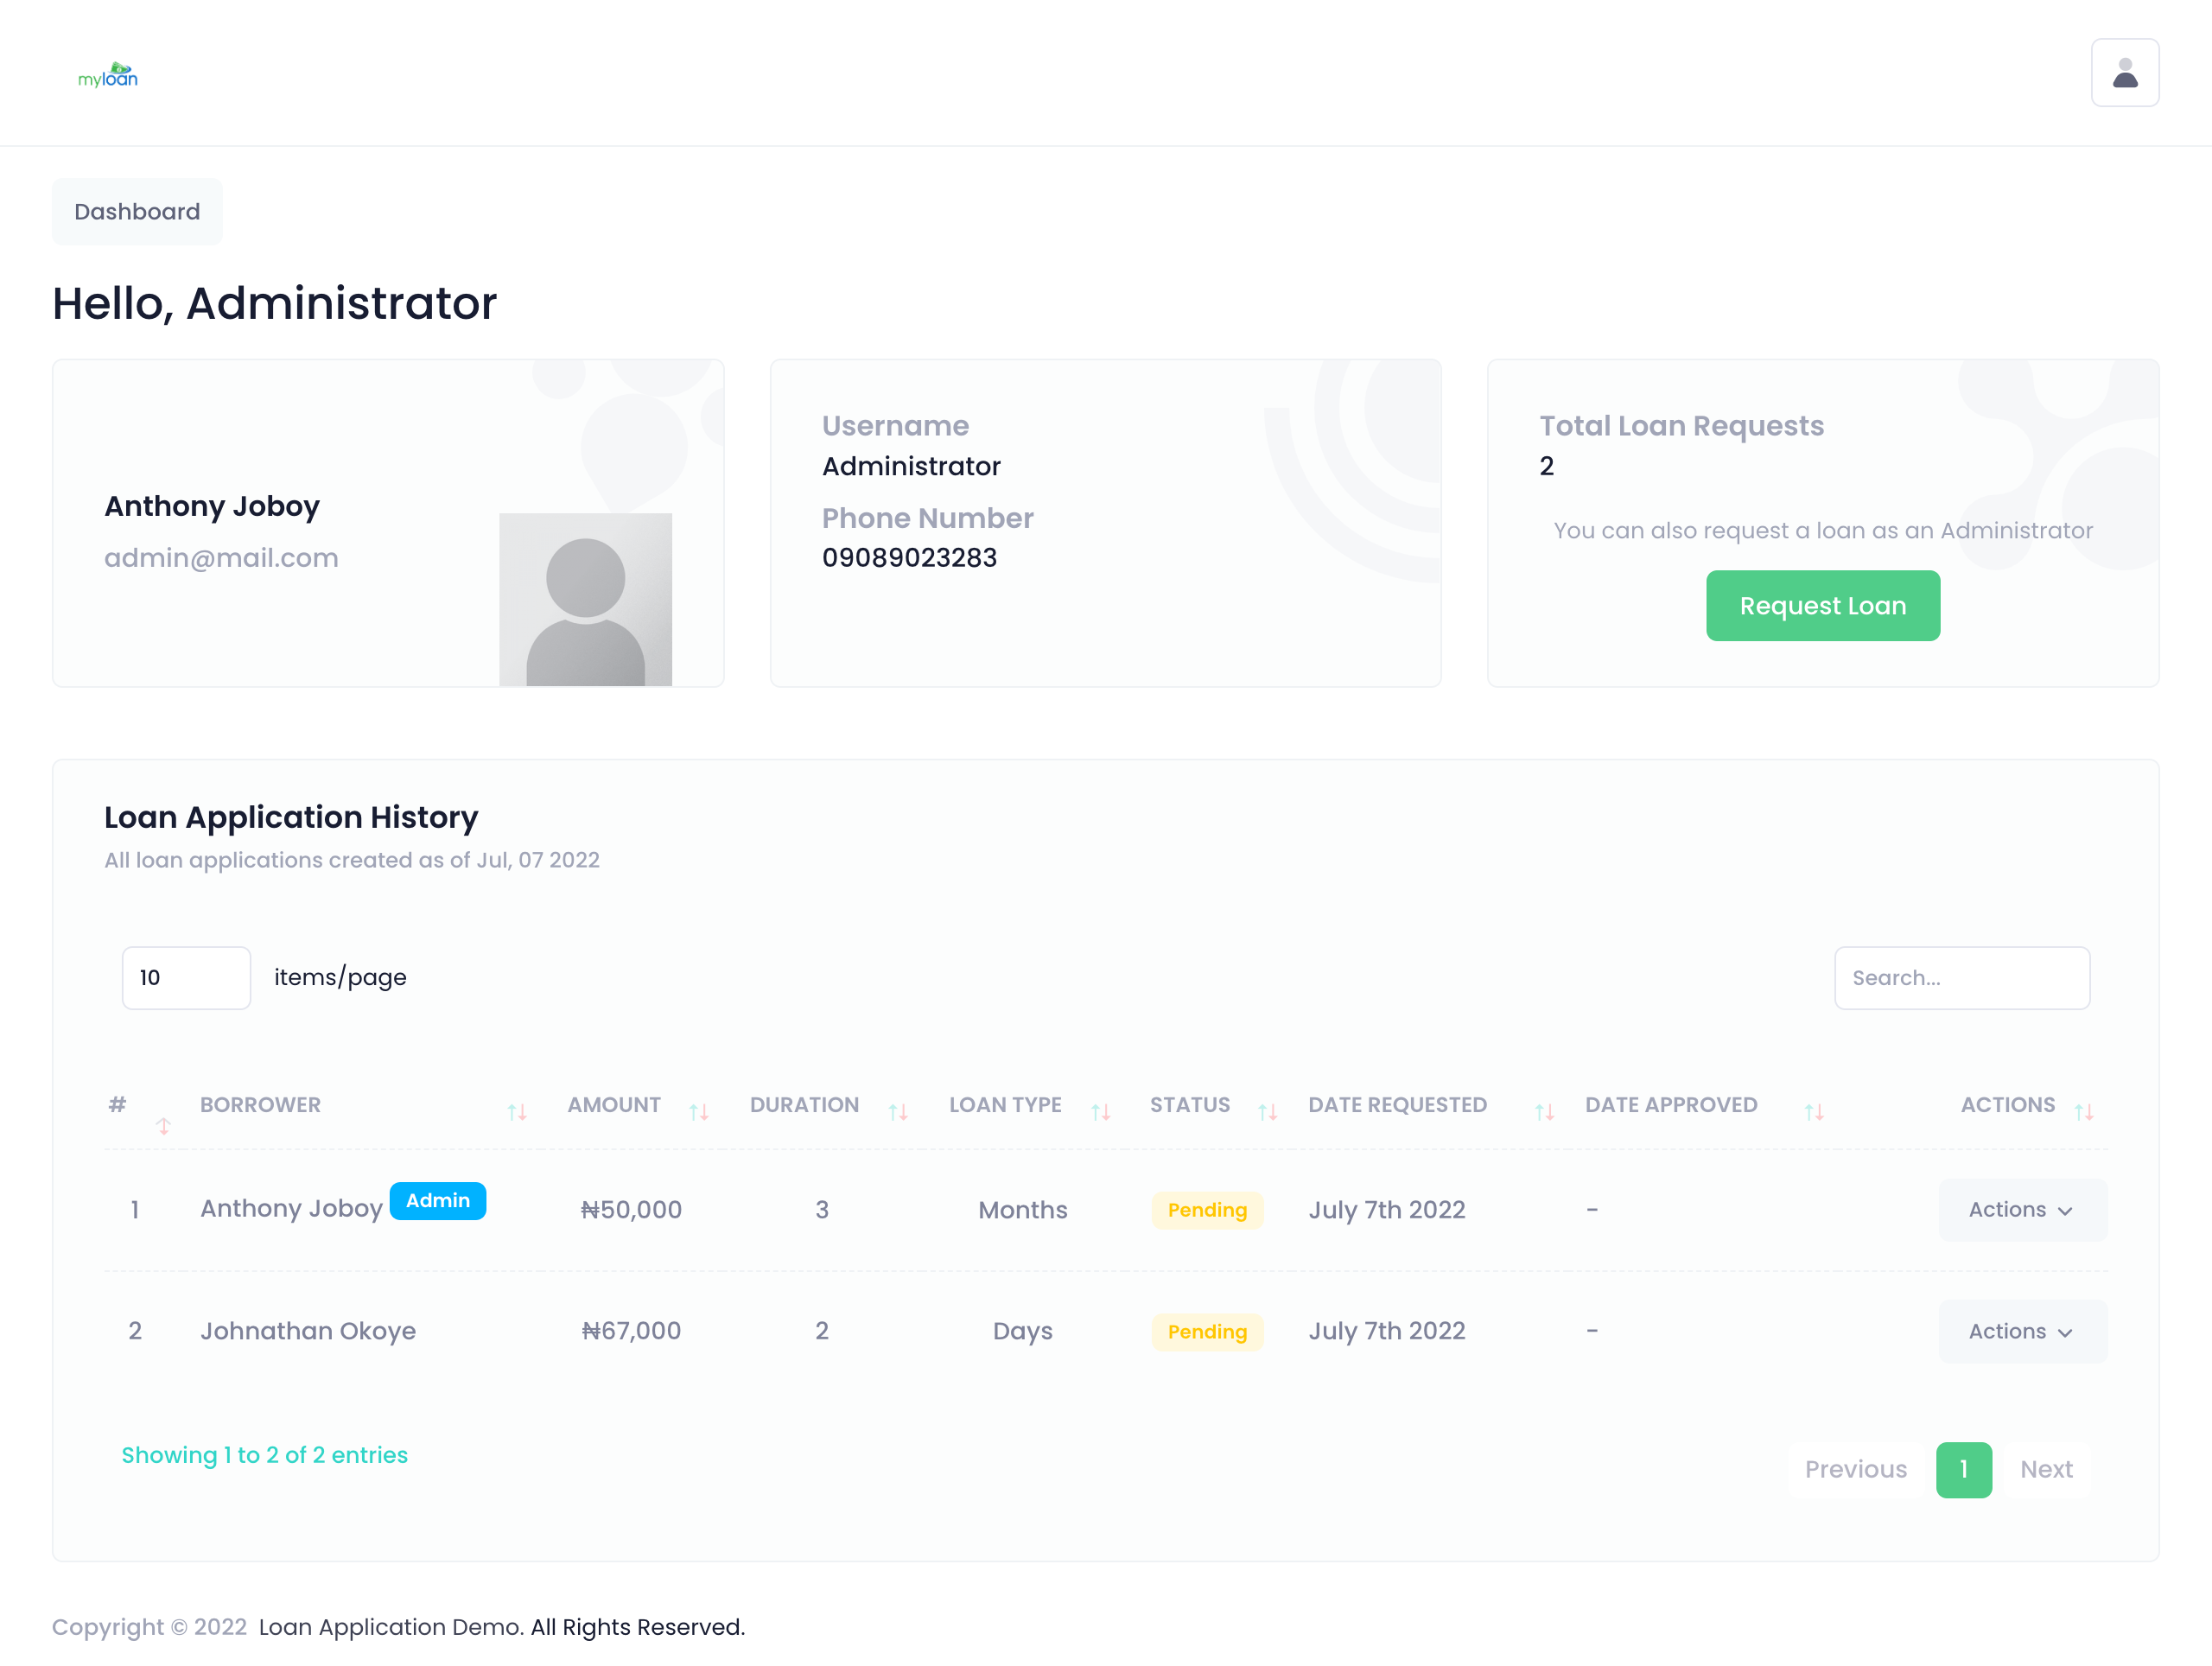 myloan
Dashboard
Hello, Administrator
Anthony Joboy
admin@mail.com
Username
Administrator
Phone Number
09089023283
Total Loan Requests
2
You can also request a loan as an Administrator
Request Loan
Loan Application History
All loan applications created as of Jul, 07 2022
10 items/page Search...
# BORROWER AMOUNT DURATION LOAN TYPE STATUS DATE REQUESTED DATE APPROVED ACTIONS
1 Anthony Joboy Admin ₦50,000 3 Months Pending July 7th 2022 - Actions
2 Johnathan Okoye ₦67,000 2 Days Pending July 7th 2022 - Actions
Showing 1 to 2 of 2 entries
Previous 1 Next
Copyright © 2022 Loan Application Demo. All Rights Reserved.